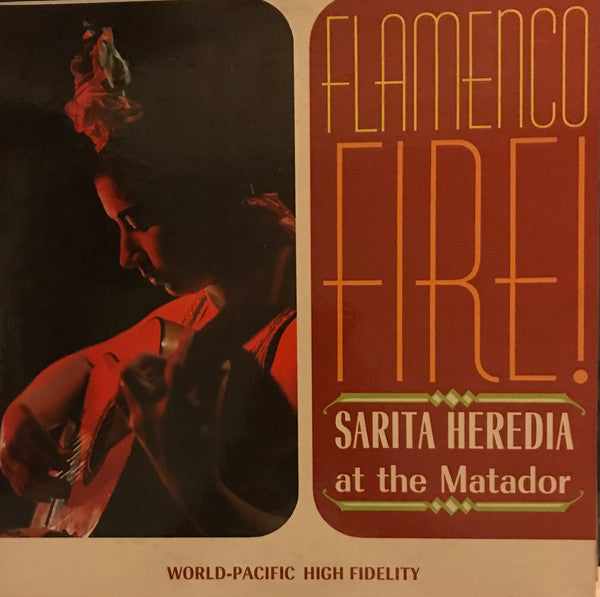 FLAMENCO
FIRE!
SARITA HEREDIA
at the Matador
WORLD-PACIFIC HIGH FIDELITY